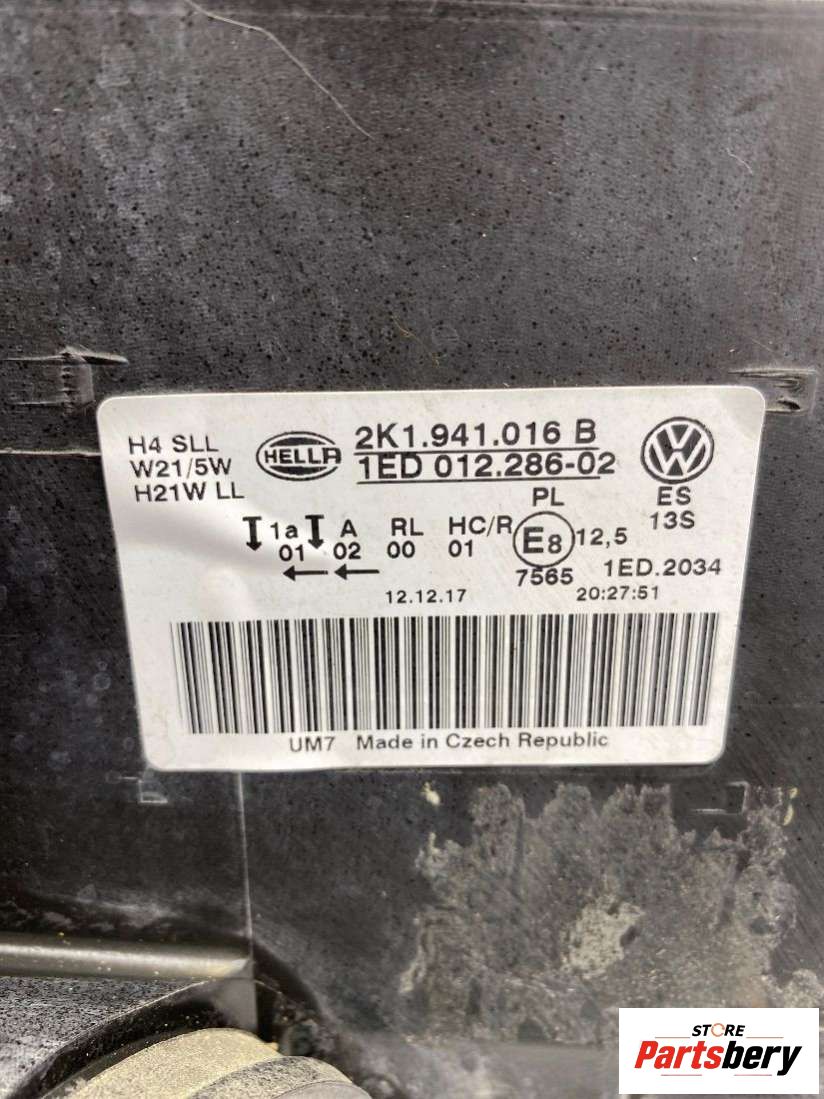 H4 SLL
W21/5W
H21W LL
HELLA
2K1.941.016 B
1ED 012.286-02
VW
PL
ES
13S
1a A RL HC/R E8 12,5
01 02 00 01
7565
1ED.2034
12.12.17 20:27:51
UM7 Made in Czech Republic
STORE
Partsbery